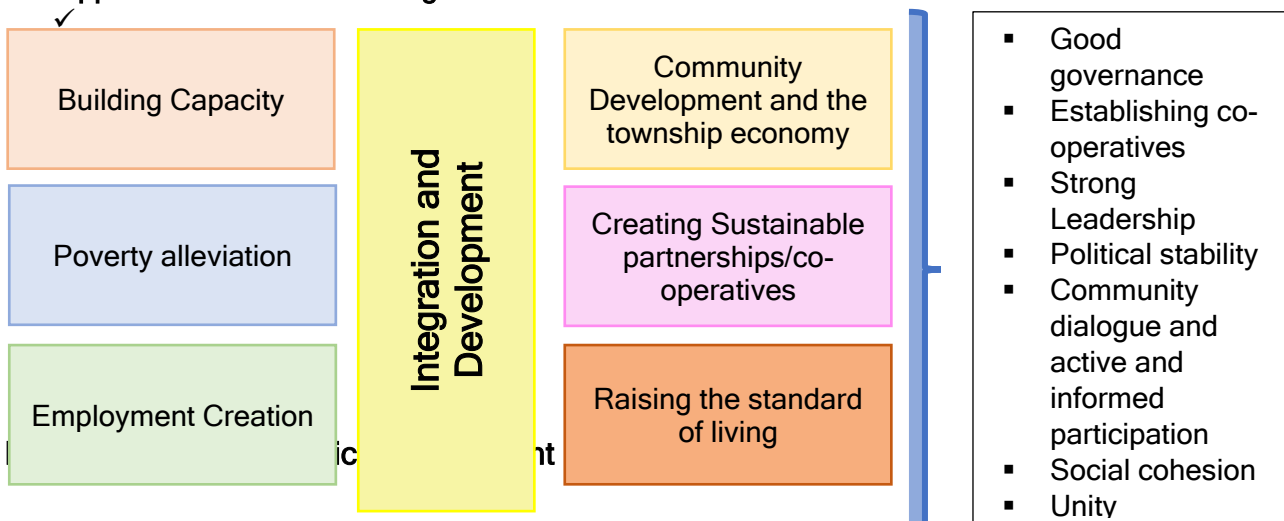 ✓
Building Capacity
Poverty alleviation
Employment Creation
Integration and
Development
Community
Development and the
township economy
Creating Sustainable
partnerships/co-
operatives
Raising the standard
of living
▪ Good
governance
▪ Establishing co-
operatives
▪ Strong
Leadership
▪ Political stability
▪ Community
dialogue and
active and
informed
participation
▪ Social cohesion
▪ Unity